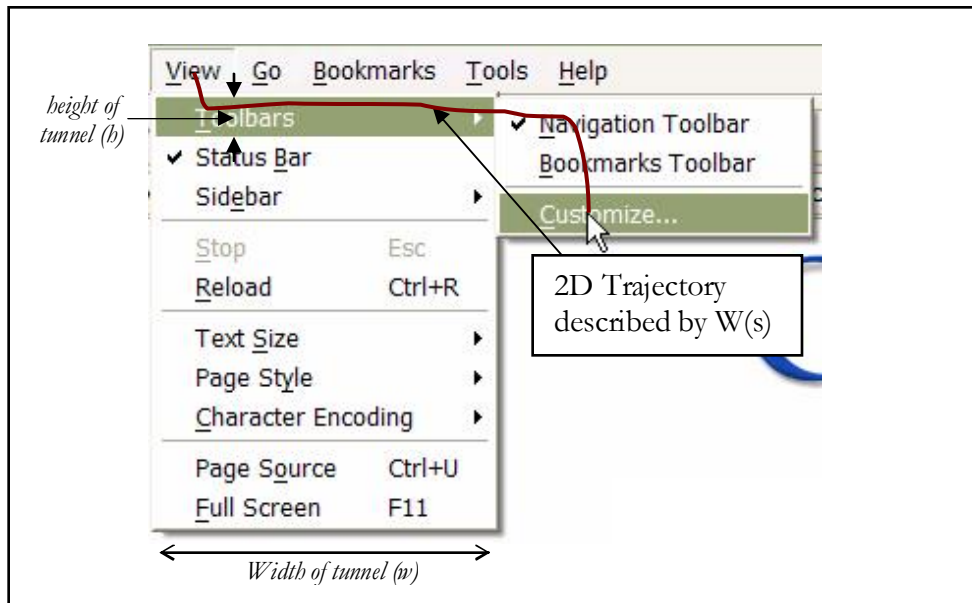 View Go Bookmarks Tools Help
height of
tunnel (h)
Toolbars
Navigation Toolbar
Status Bar
Bookmarks Toolbar
Sidebar
Customize...
Stop Esc
Reload Ctrl+R
2D Trajectory
described by W(s)
Text Size
Page Style
Character Encoding
Page Source Ctrl+U
Full Screen F11
Width of tunnel (w)